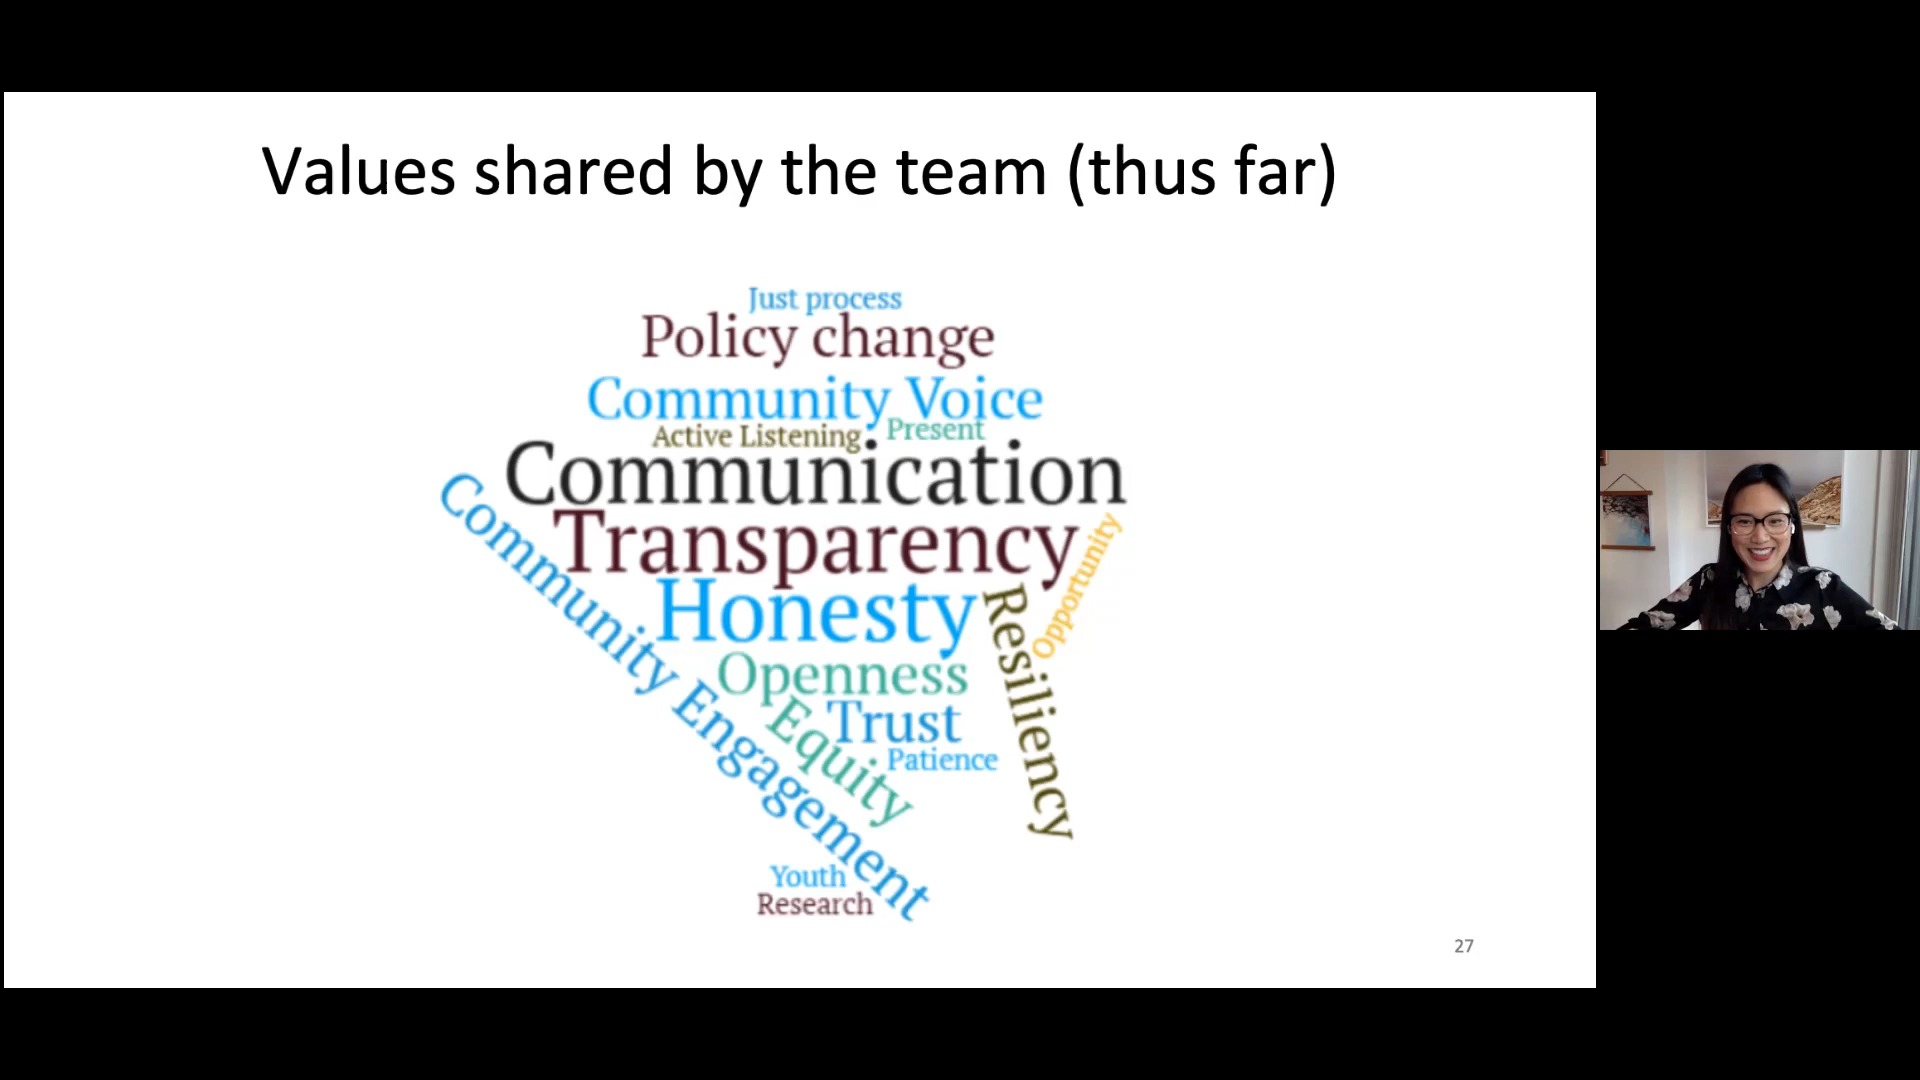 Values shared by the team (thus far)
Just process
Policy change
Community Voice
Active Listening
Present
Communication
Transparency
Opportunity
Community Engagement
Honesty
Resiliency
Openness
Trust
Equity
Patience
Youth
Research
27